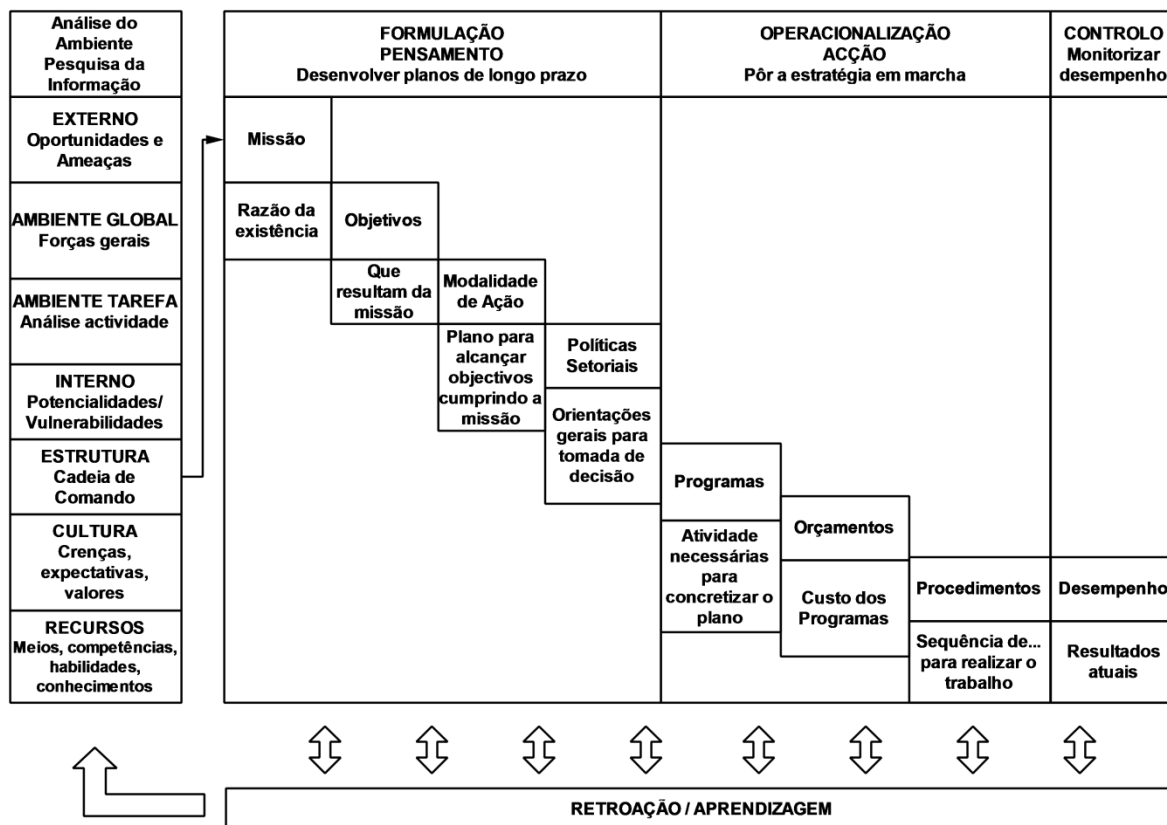 Análise do
Ambiente
Pesquisa da
Informação
EXTERNO
Oportunidades e
Ameaças
AMBIENTE GLOBAL
Forças gerais
AMBIENTE TAREFA
Análise actividade
INTERNO
Potencialidades/
Vulnerabilidades
ESTRUTURA
Cadeia de
Comando
CULTURA
Crenças,
expectativas,
valores
RECURSOS
Meios, competências,
habilidades,
conhecimentos
FORMULAÇÃO
PENSAMENTO
Desenvolver planos de longo prazo
Missão
Razão da
existência
Objetivos
Que
resultam da
missão
Modalidade
de Ação
Plano para
alcançar
objectivos
cumprindo a
missão
Políticas
Setoriais
Orientações
gerais para
tomada de
decisão
OPERACIONALIZAÇÃO
ACÇÃO
Pôr a estratégia em marcha
Programas
Atividade
necessárias
para
concretizar o
plano
Orçamentos
Custo dos
Programas
Procedimentos
Sequência de...
para realizar o
trabalho
CONTROLO
Monitorizar
desempenho
Desempenho
Resultados
atuais
RETROAÇÃO / APRENDIZAGEM